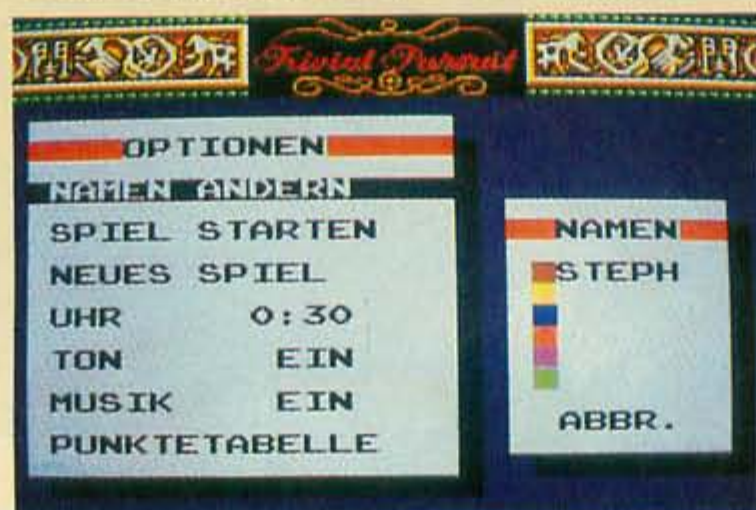 Trivial Pursuit
OPTIONEN
NAMEN ANDERN
SPIEL STARTEN
NEUES SPIEL
UHR 0:30
TON EIN
MUSIK EIN
PUNKTETABELLE
NAMEN
STEPH
ABBR.